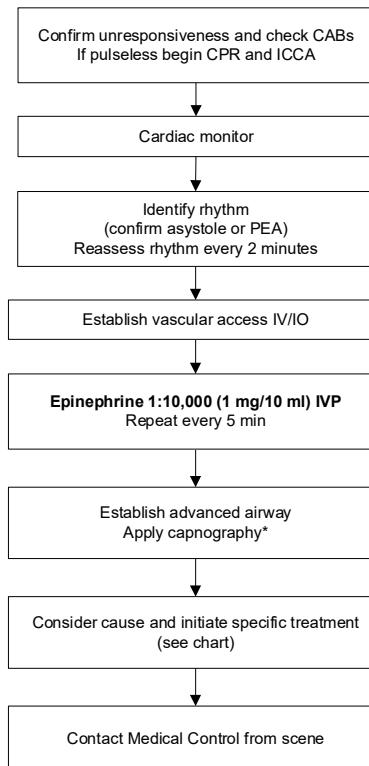 Confirm unresponsiveness and check CABs
If pulseless begin CPR and ICCA
Cardiac monitor
Identify rhythm
(confirm asystole or PEA)
Reassess rhythm every 2 minutes
Establish vascular access IV/IO
Epinephrine 1:10,000 (1 mg/10 ml) IVP
Repeat every 5 min
Establish advanced airway
Apply capnography*
Consider cause and initiate specific treatment
(see chart)
Contact Medical Control from scene